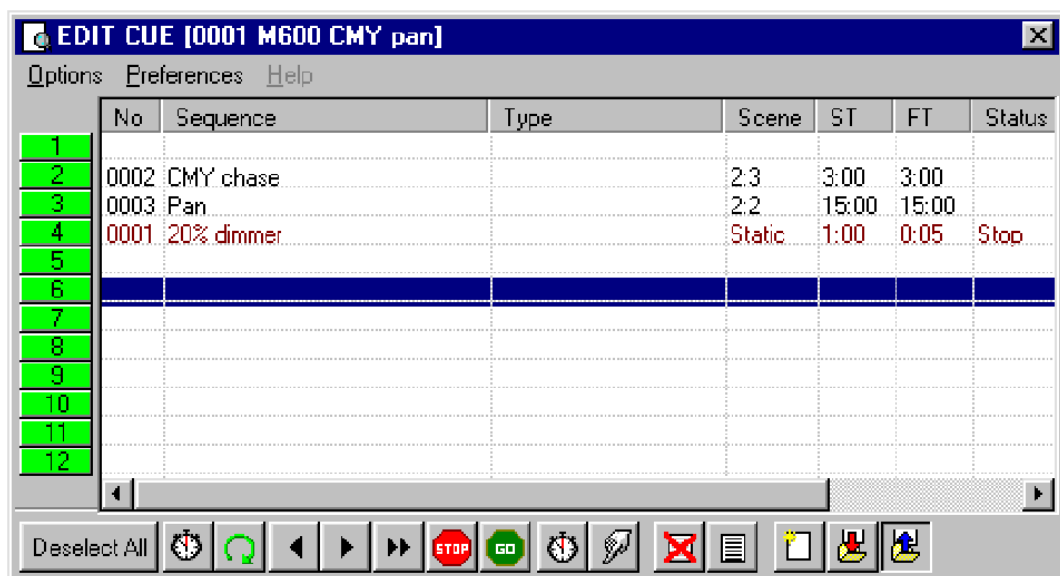 EDIT CUE [0001 M600 CMY pan]
Options Preferences Help
No Sequence Type Scene ST FT Status
1
2 0002 CMY chase 2:3 3:00 3:00
3 0003 Pan 2:2 15:00 15:00
4 0001 20% dimmer Static 1:00 0:05 Stop
5
6
7
8
9
10
11
12
Deselect All STOP GO